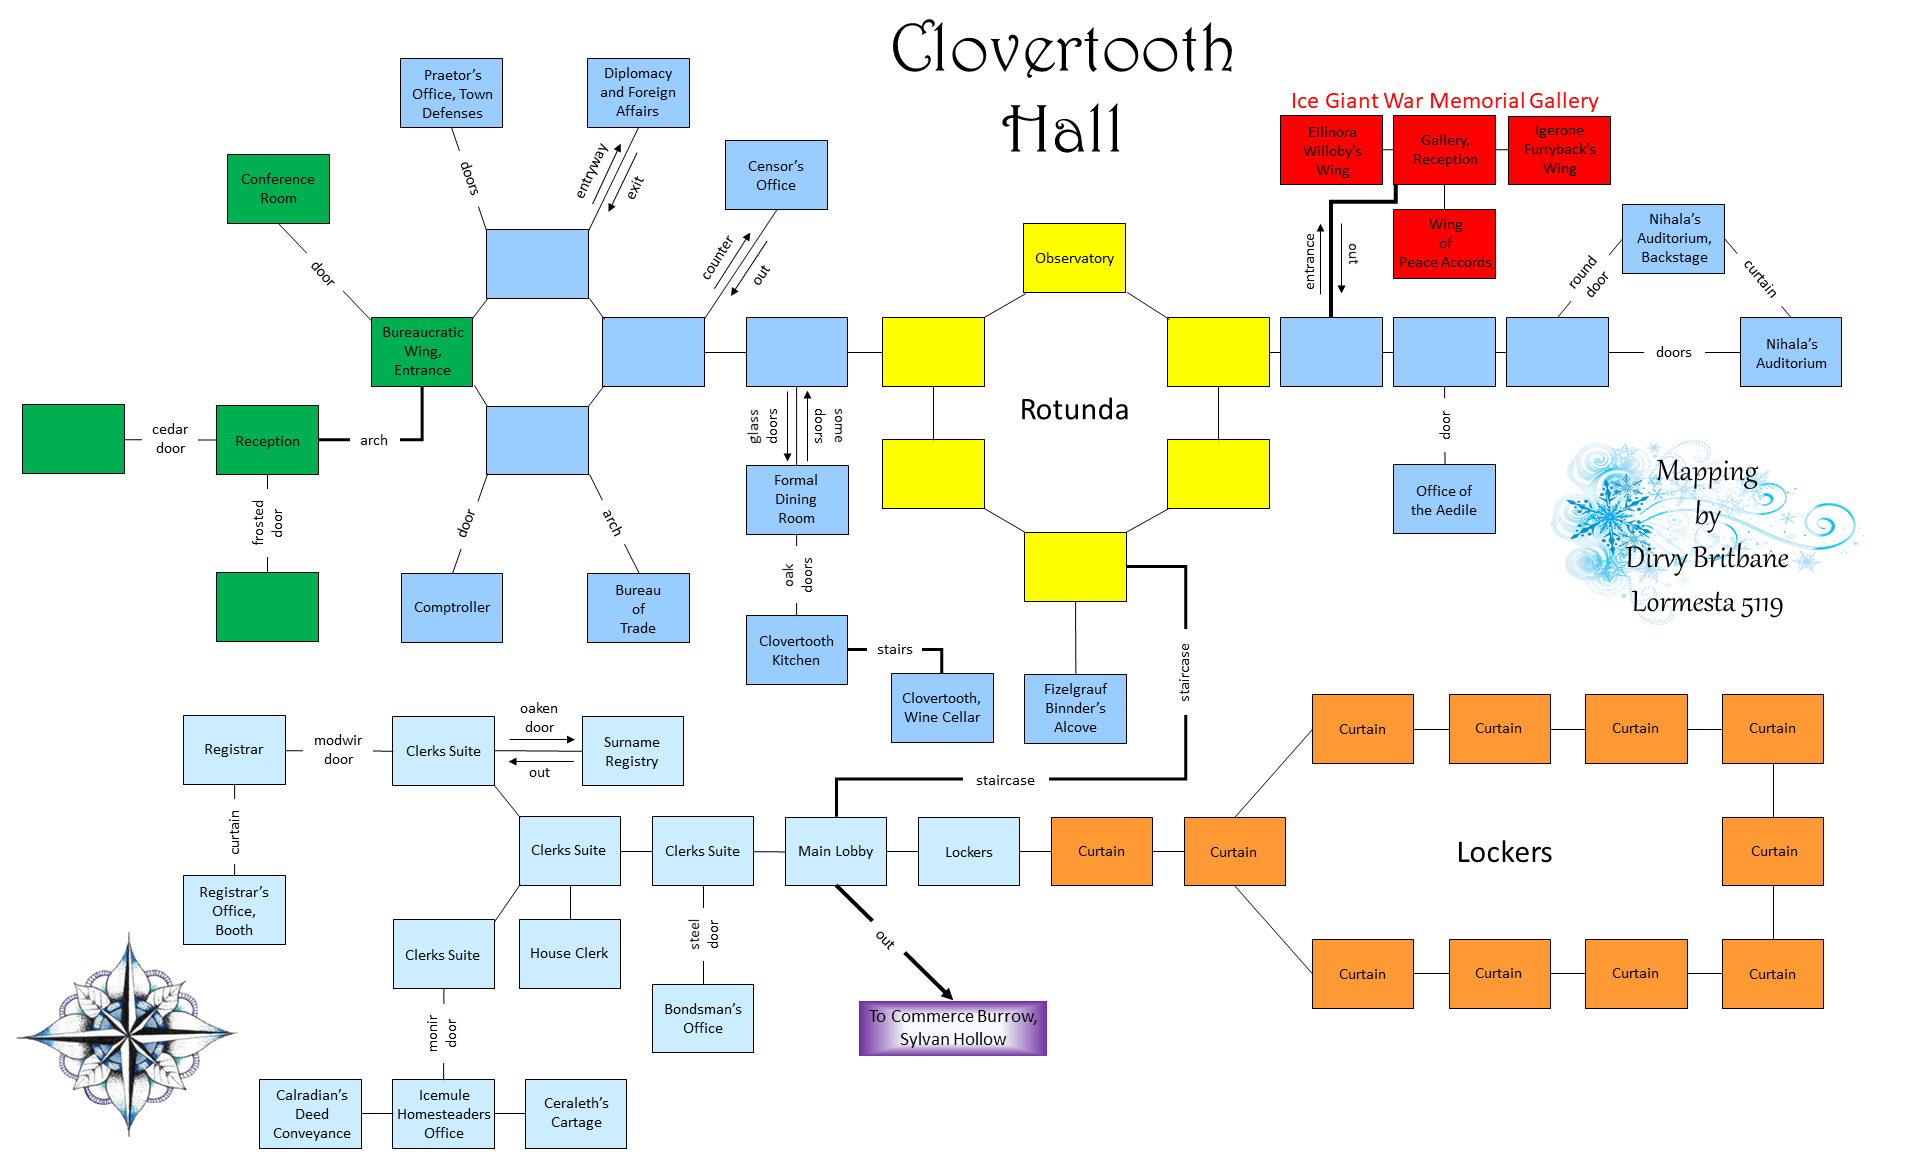 Clovertooth
Hall
Praetor’s
Office, Town
Defenses
Diplomacy
and Foreign
Affairs
Censor’s
Office
Conference
Room
doors
entryway
exit
counter
out
door
Bureaucratic
Wing,
Entrance
Reception
cedar
door
arch
frosted
door
door
arch
Comptroller
Bureau
of
Trade
glass
doors
some
doors
Formal
Dining
Room
oak
doors
Clovertooth
Kitchen
stairs
Clovertooth,
Wine Cellar
Observatory
Rotunda
Fizelgrauf
Binnder’s
Alcove
staircase
staircase
Ice Giant War Memorial Gallery
Eilinora
Willoby’s
Wing
Gallery,
Reception
Igerone
Furryback’s
Wing
Wing
of
Peace Accords
entrance
out
Nihala’s
Auditorium,
Backstage
round
door
curtain
doors
Nihala’s
Auditorium
door
Office of
the Aedile
Mapping
by
Dirvy Britbane
Lormesta 5119
Registrar
modwir
door
Clerks Suite
oaken
door
out
Surname
Registry
curtain
Registrar’s
Office,
Booth
Clerks Suite
Clerks Suite
Main Lobby
Lockers
Curtain
Curtain
Clerks Suite
House Clerk
steel
door
Bondsman’s
Office
out
To Commerce Burrow,
Sylvan Hollow
monir
door
Calradian’s
Deed
Conveyance
Icemule
Homesteaders
Office
Ceraleth’s
Cartage
Curtain
Curtain
Curtain
Curtain
Lockers
Curtain
Curtain
Curtain
Curtain
Curtain